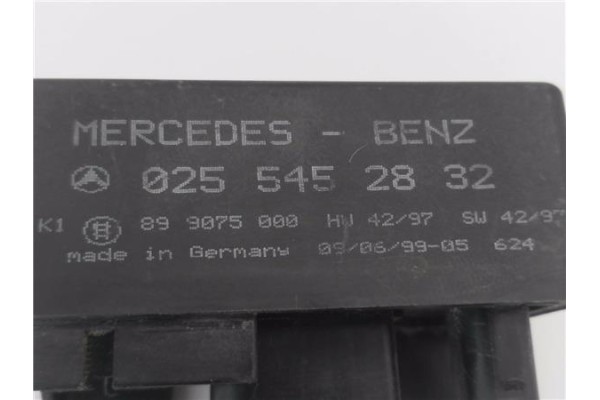 MERCEDES - BENZ
025 545 28 32
K1 89 9075 000 HW 42/97 SW 42/97
made in Germany 09/06/99-05 624